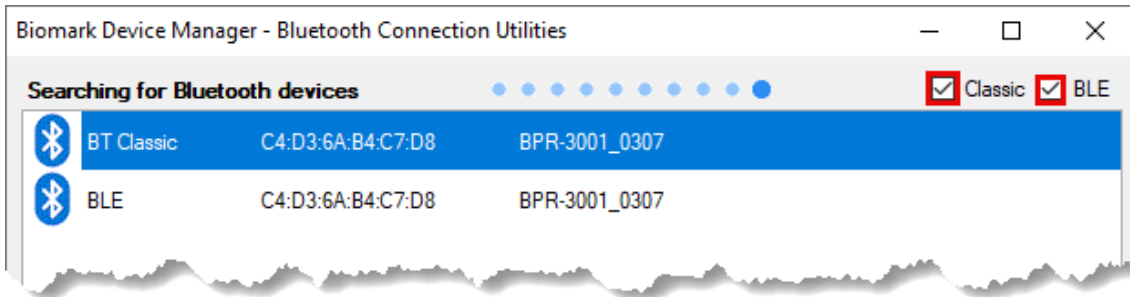 Biomark Device Manager - Bluetooth Connection Utilities
Searching for Bluetooth devices Classic BLE
BT Classic C4:D3:6A:B4:C7:D8 BPR-3001_0307
BLE C4:D3:6A:B4:C7:D8 BPR-3001_0307